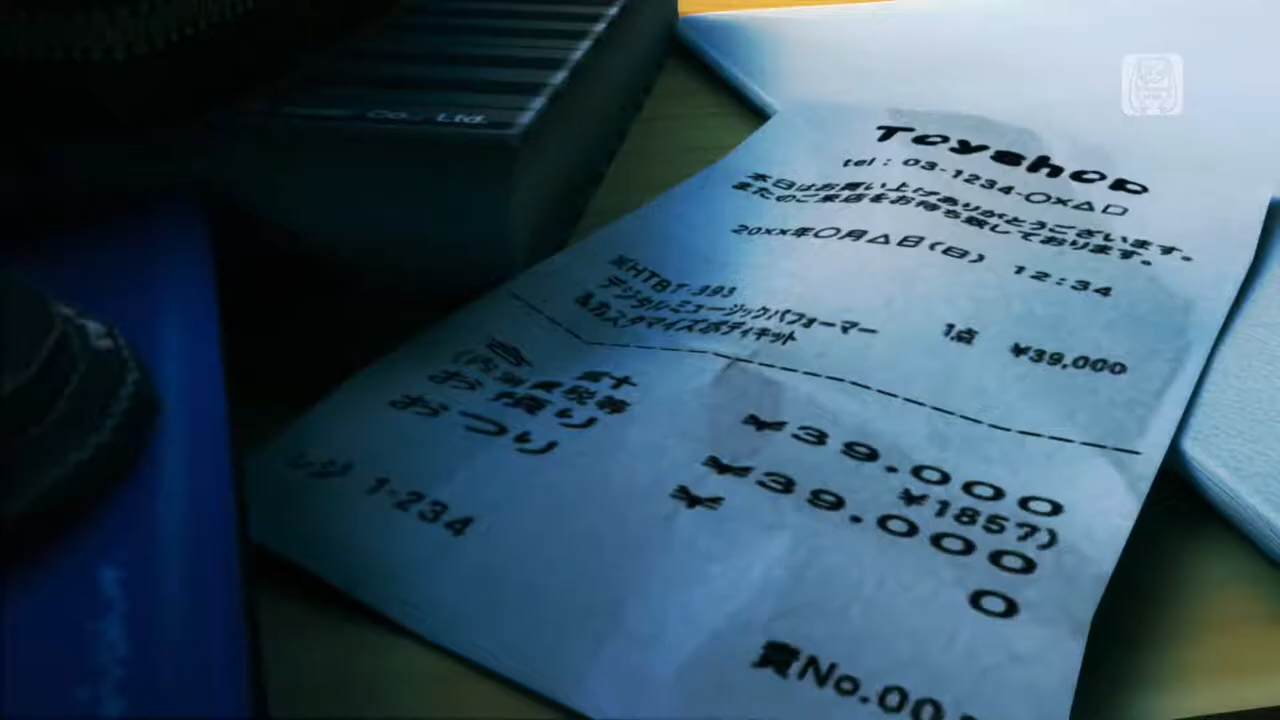 Co., Ltd.
Toyshop
tel : 03-1234-○×△□
本日はお買い上げありがとうございます。
またのご来店をお待ち致しております。
20xx年○月△日(日) 12:34
※HTBT-393
デジタル・ミュージックパフォーマー 1点 ¥39,000
&カスタマイズボディキット
合 計 ¥39.000
(内消費税等 ¥1857)
お預り ¥39.000
おつり ¥ 0
レジ 1-234
責No.00